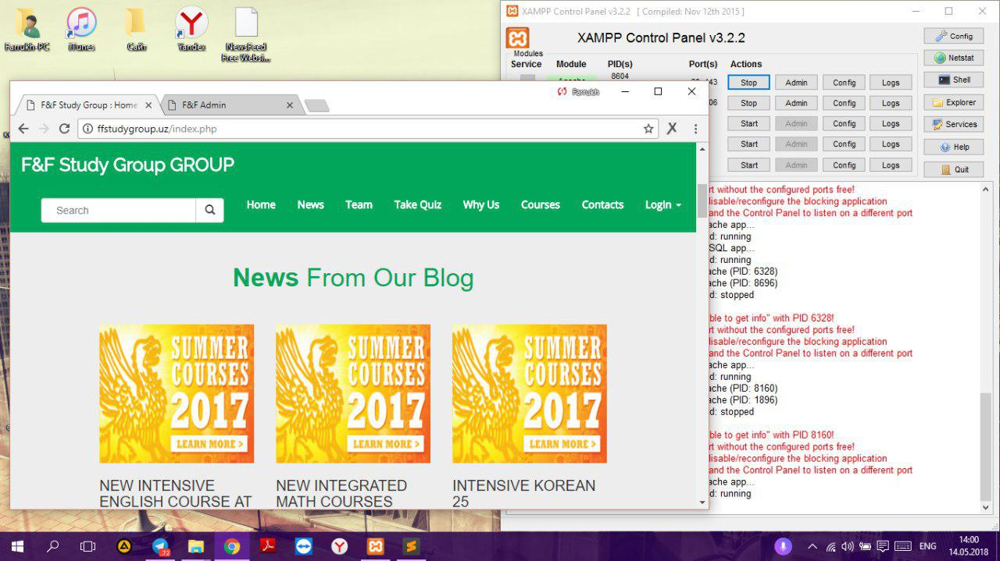 Farrukh-PC
iTunes
Сайт
Yandex
NewsFeed
Free Websi...
XAMPP Control Panel v3.2.2 [ Compiled: Nov 12th 2015 ]
XAMPP Control Panel v3.2.2
Modules
Service Module PID(s) Port(s) Actions
Apache 8604
Stop Admin Config Logs
Stop Admin Config Logs
Start Admin Config Logs
Start Admin Config Logs
Start Admin Config Logs
Config
Netstat
Shell
Explorer
Services
Help
Quit
F&F Study Group : Home
F&F Admin
Farrukh
ffstudygroup.uz/index.php
F&F Study Group GROUP
Search
Home News Team Take Quiz Why Us Courses Contacts Login
News From Our Blog
SUMMER
COURSES
2017
LEARN MORE >
SUMMER
COURSES
2017
LEARN MORE >
SUMMER
COURSES
2017
LEARN MORE >
NEW INTENSIVE
ENGLISH COURSE AT
NEW INTEGRATED
MATH COURSES
INTENSIVE KOREAN
25
rt without the configured ports free!
lisable/reconfigure the blocking application
and the Control Panel to listen on a different port
ache app...
d: running
SQL app...
d: running
ache (PID: 6328)
ache (PID: 8696)
d: stopped
ble to get info" with PID 6328!
rt without the configured ports free!
lisable/reconfigure the blocking application
and the Control Panel to listen on a different port
ache app...
d: running
ache (PID: 8160)
ache (PID: 1896)
d: stopped
ble to get info" with PID 8160!
rt without the configured ports free!
lisable/reconfigure the blocking application
and the Control Panel to listen on a different port
ache app...
d: running
72
ENG
14:00
14.05.2018